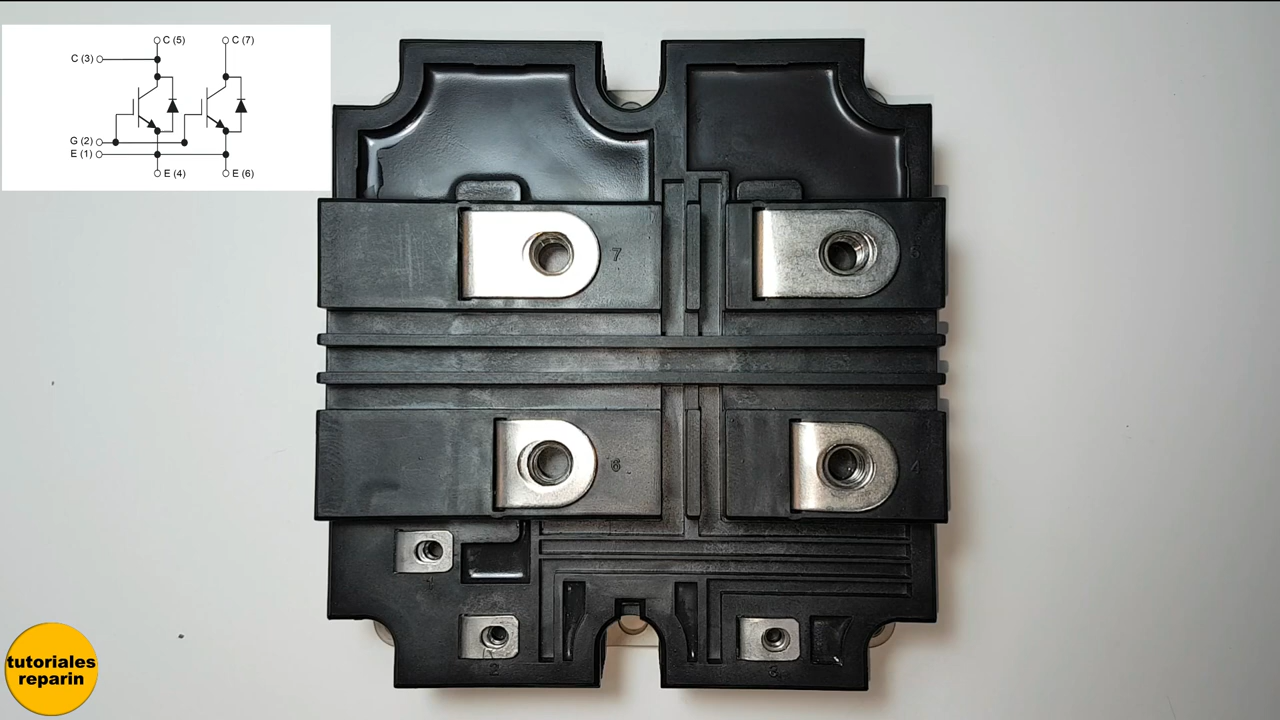 C (5)
C (7)
C (3)
G (2)
E (1)
E (4)
E (6)
7
5
6
4
1
2
3
tutoriales
reparin